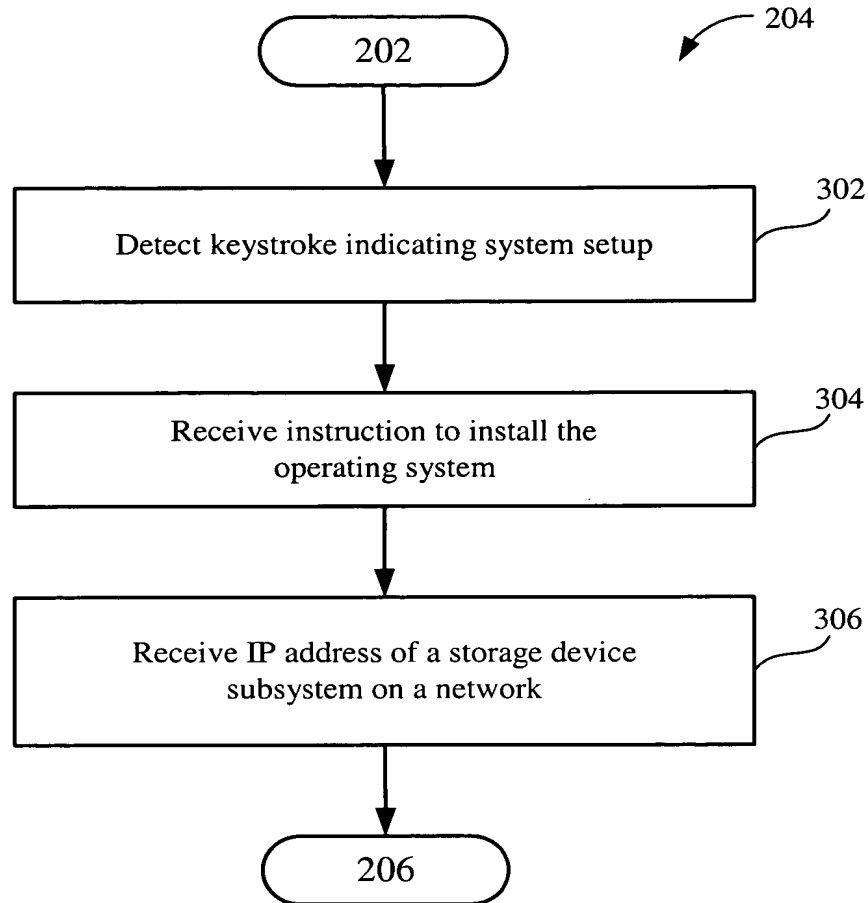 204
202
302
Detect keystroke indicating system setup
304
Receive instruction to install the
operating system
306
Receive IP address of a storage device
subsystem on a network
206